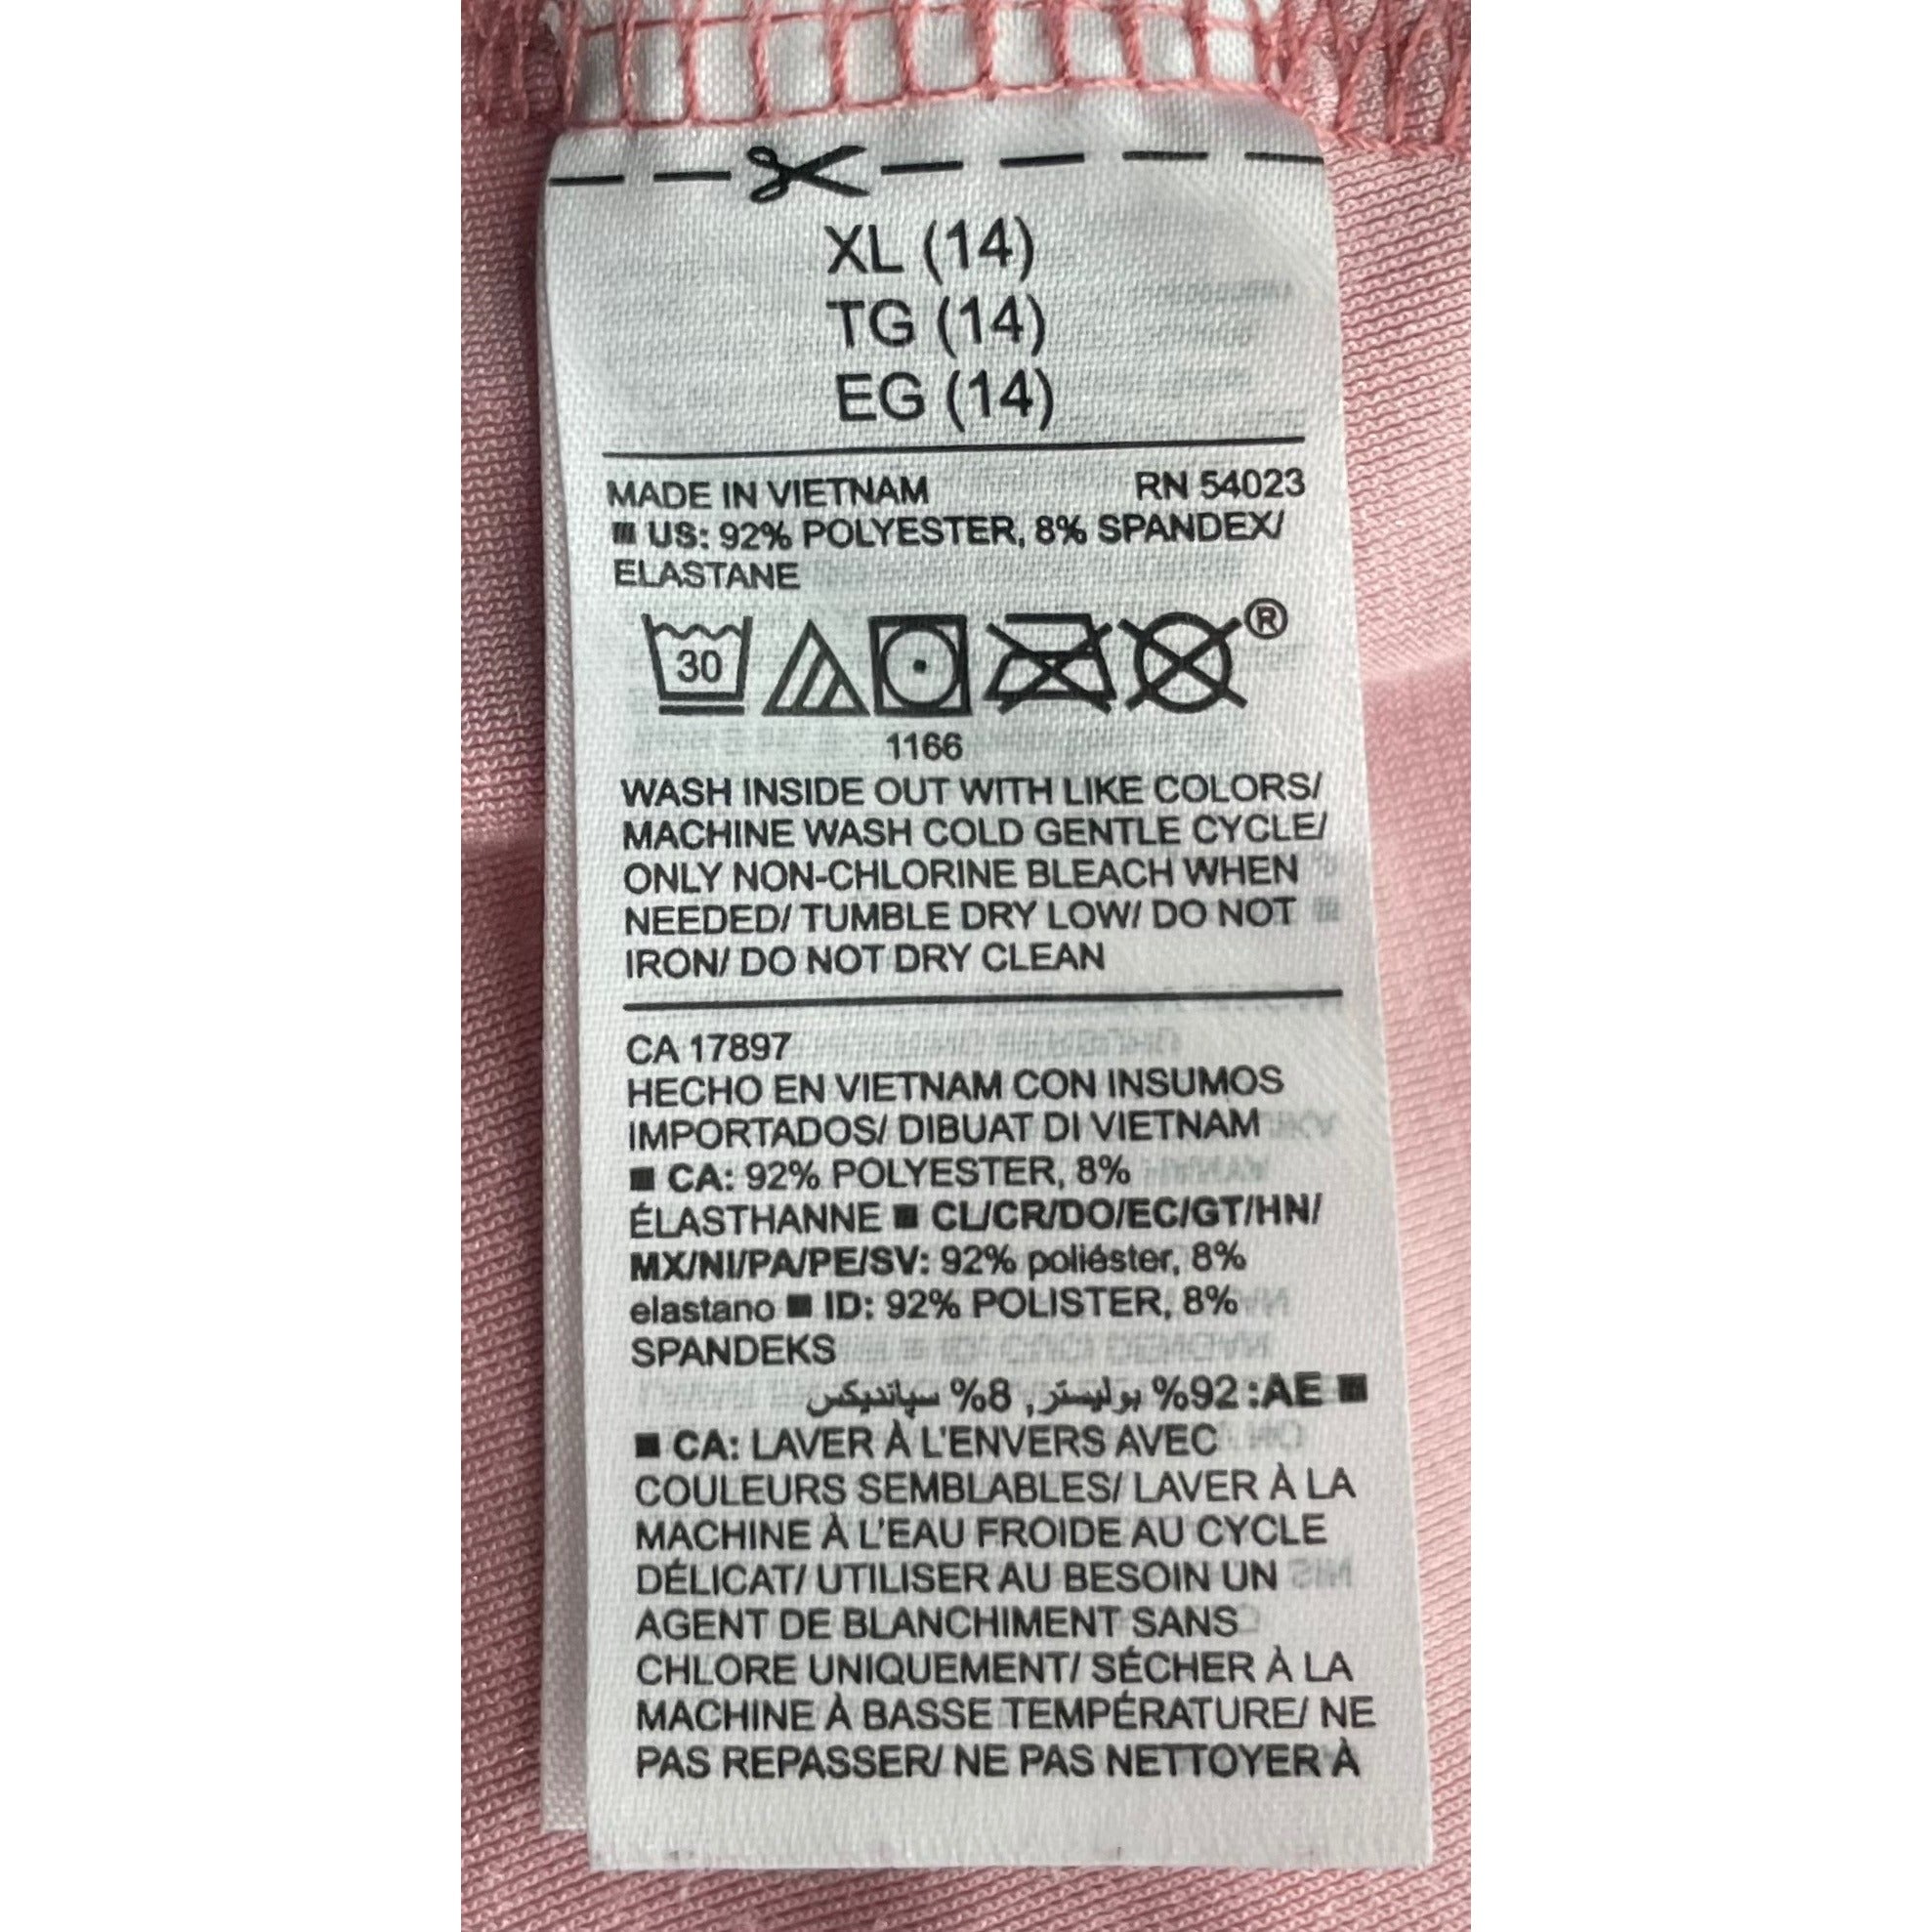 XL (14)
TG (14)
EG (14)
MADE IN VIETNAM RN 54023
■ US: 92% POLYESTER, 8% SPANDEX/
ELASTANE
30 ®
1166
WASH INSIDE OUT WITH LIKE COLORS/
MACHINE WASH COLD GENTLE CYCLE/
ONLY NON-CHLORINE BLEACH WHEN
NEEDED/ TUMBLE DRY LOW/ DO NOT
IRON/ DO NOT DRY CLEAN
CA 17897
HECHO EN VIETNAM CON INSUMOS
IMPORTADOS/ DIBUAT DI VIETNAM
■ CA: 92% POLYESTER, 8%
ÉLASTHANNE ■ CL/CR/DO/EC/GT/HN/
MX/NI/PA/PE/SV: 92% poliéster, 8%
elastano ■ ID: 92% POLISTER, 8%
SPANDEKS
■ AE: 92% بوليستر, 8% سپانديكس
■ CA: LAVER À L'ENVERS AVEC
COULEURS SEMBLABLES/ LAVER À LA
MACHINE À L'EAU FROIDE AU CYCLE
DÉLICAT/ UTILISER AU BESOIN UN
AGENT DE BLANCHIMENT SANS
CHLORE UNIQUEMENT/ SÉCHER À LA
MACHINE À BASSE TEMPÉRATURE/ NE
PAS REPASSER/ NE PAS NETTOYER À